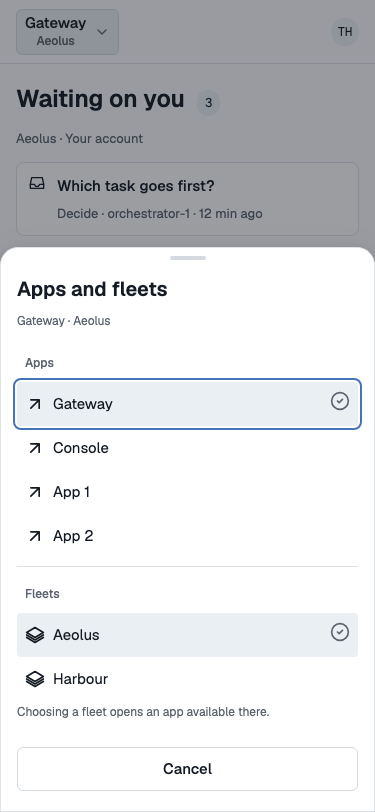 Gateway
Aeolus
TH
Waiting on you 3
Aeolus · Your account
Which task goes first?
Decide · orchestrator-1 · 12 min ago
Apps and fleets
Gateway · Aeolus
Apps
Gateway
Console
App 1
App 2
Fleets
Aeolus
Harbour
Choosing a fleet opens an app available there.
Cancel